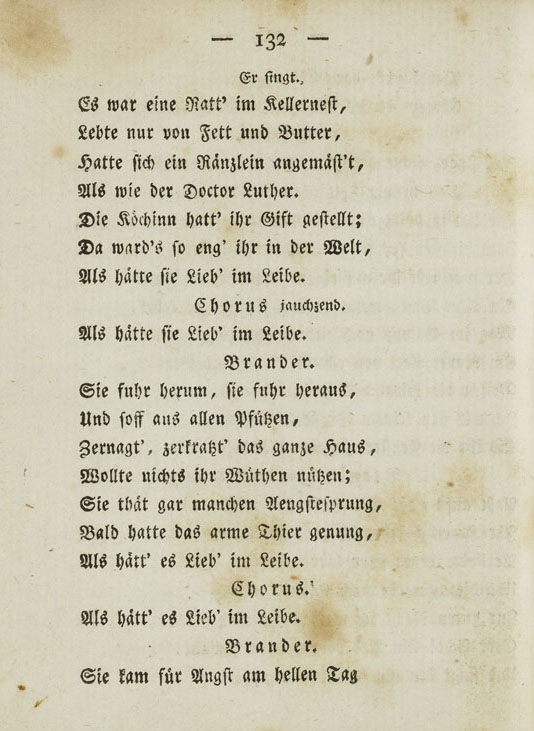 — 132 —
Er singt.
Es war eine Ratt' im Kellernest,
Lebte nur von Fett und Butter,
Hatte sich ein Ränzlein angemäst't,
Als wie der Doctor Luther.
Die Köchinn hatt' ihr Gift gestellt;
Da ward's so eng' ihr in der Welt,
Als hätte sie Lieb' im Leibe.
Chorus jauchzend.
Als hätte sie Lieb' im Leibe.
Brander.
Sie fuhr herum, sie fuhr heraus,
Und soff aus allen Pfützen,
Zernagt', zerkratzt' das ganze Haus,
Wollte nichts ihr Wüthen nützen;
Sie thät gar manchen Aengstesprung,
Bald hatte das arme Thier genung,
Als hätt' es Lieb' im Leibe.
Chorus.
Als hätt' es Lieb' im Leibe.
Brander.
Sie kam für Angst am hellen Tag